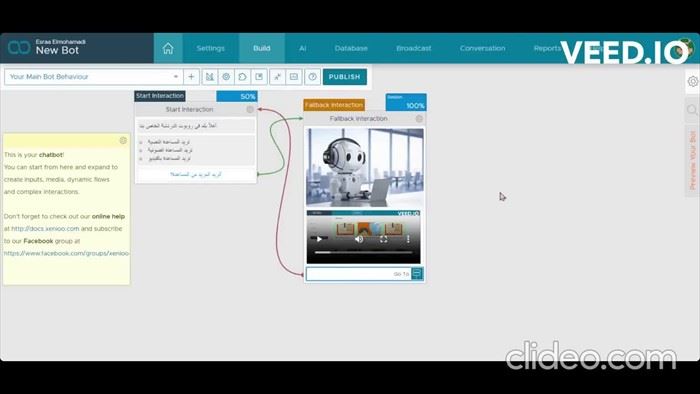 Esraa Elmohamadi
New Bot
Settings
Build
AI
Database
Broadcast
Conversation
Reports
VEED.IO
Your Main Bot Behaviour
PUBLISH
Start Interaction
50%
Start Interaction
أهلاً بكم في روبوت الدردشة الخاص بنا
تريد المساعدة النصية
تريد المساعدة الصوتية
تريد المساعدة بالفيديو
أتريد المزيد من المساعدة؟
Fallback Interaction
Session
100%
Fallback Interaction
VEED.IO
Go To
This is your chatbot!
You can start from here and expand to
create inputs, media, dynamic flows
and complex interactions.
Don't forget to check out our online help
at http://docs.xenioo.com and subscribe
to our Facebook group at
https://www.facebook.com/groups/xenioo
Preview Your Bot
clideo.com